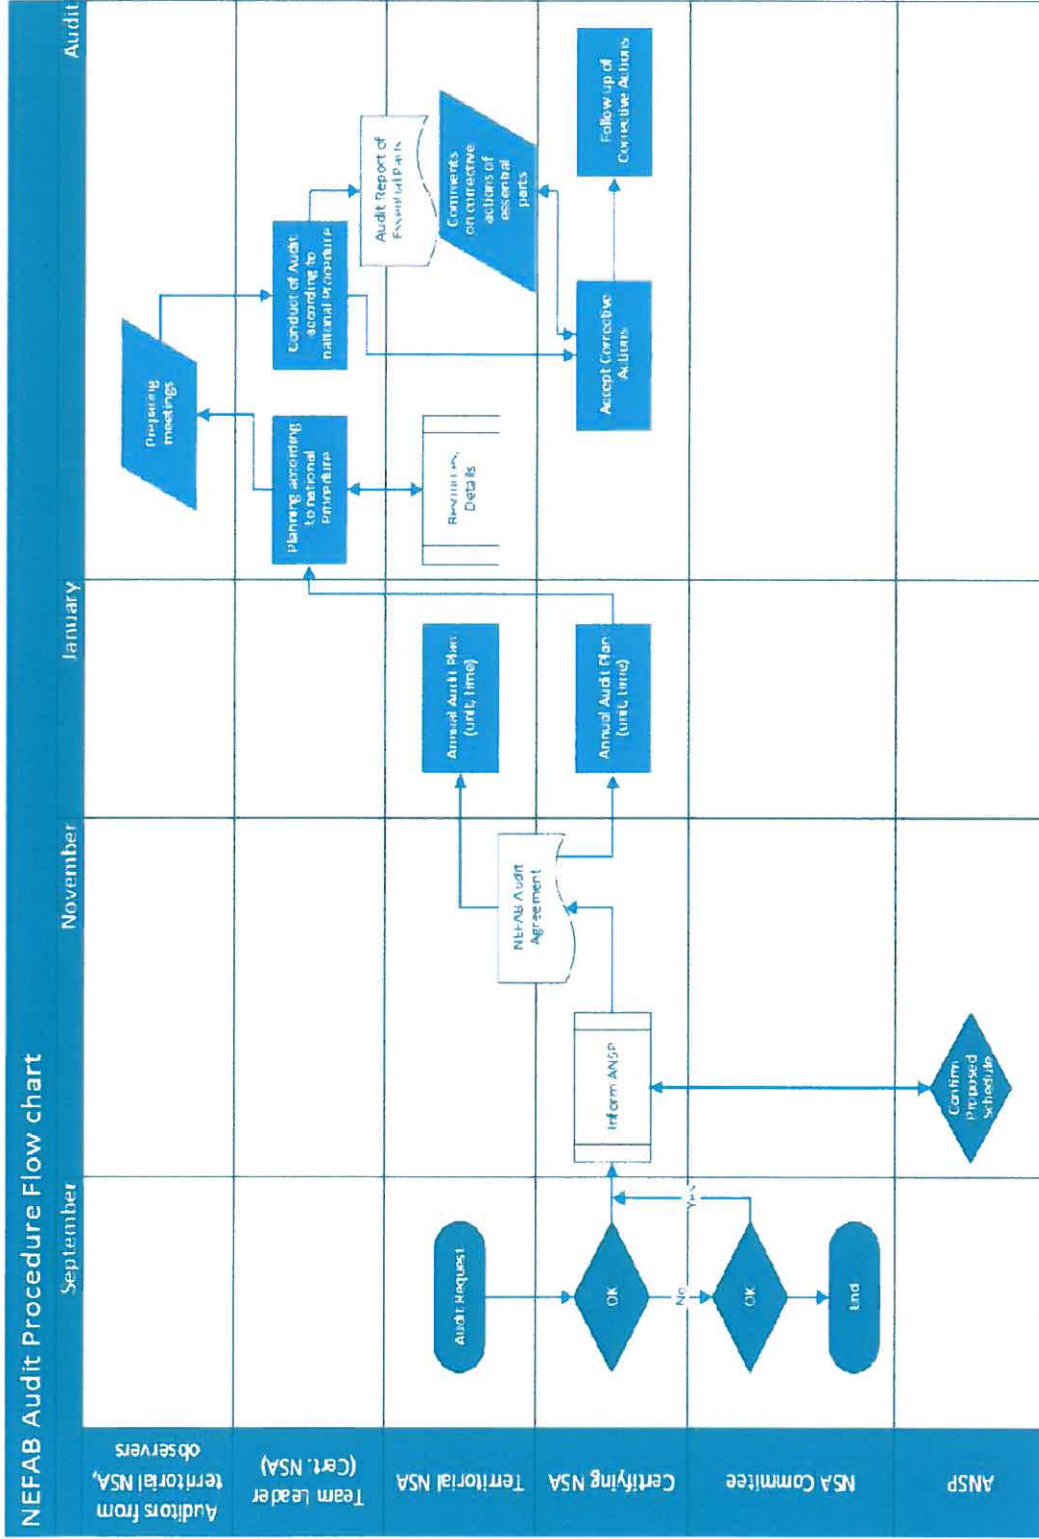 NEFAB Audit Procedure Flow chart
September
November
January
Audit
Auditors from
territorial NSA,
observers
Preparing
meetings
Team Leader
(Cert. NSA)
Planning according
to national
Procedure
Conduct of Audit
according to
national Procedure
Territorial NSA
Audit Request
Annual Audit Plan
(unit, time)
Resources,
Details
Audit Report of
Essential Parts
Comments
on corrective
actions of
essential
parts
NEFAB Audit
Agreement
Certifying NSA
OK
Inform ANSP
Annual Audit Plan
(unit, time)
Accept Corrective
Actions
Follow up of
Corrective Actions
No
Yes
NSA Commitee
OK
End
ANSP
Confirm
Proposed
Schedule